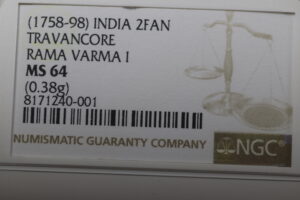 (1758-98) INDIA 2FAN
TRAVANCORE
RAMA VARMA I
MS 64
(0.38g)
8171240-001
NUMISMATIC GUARANTY COMPANY
NGC